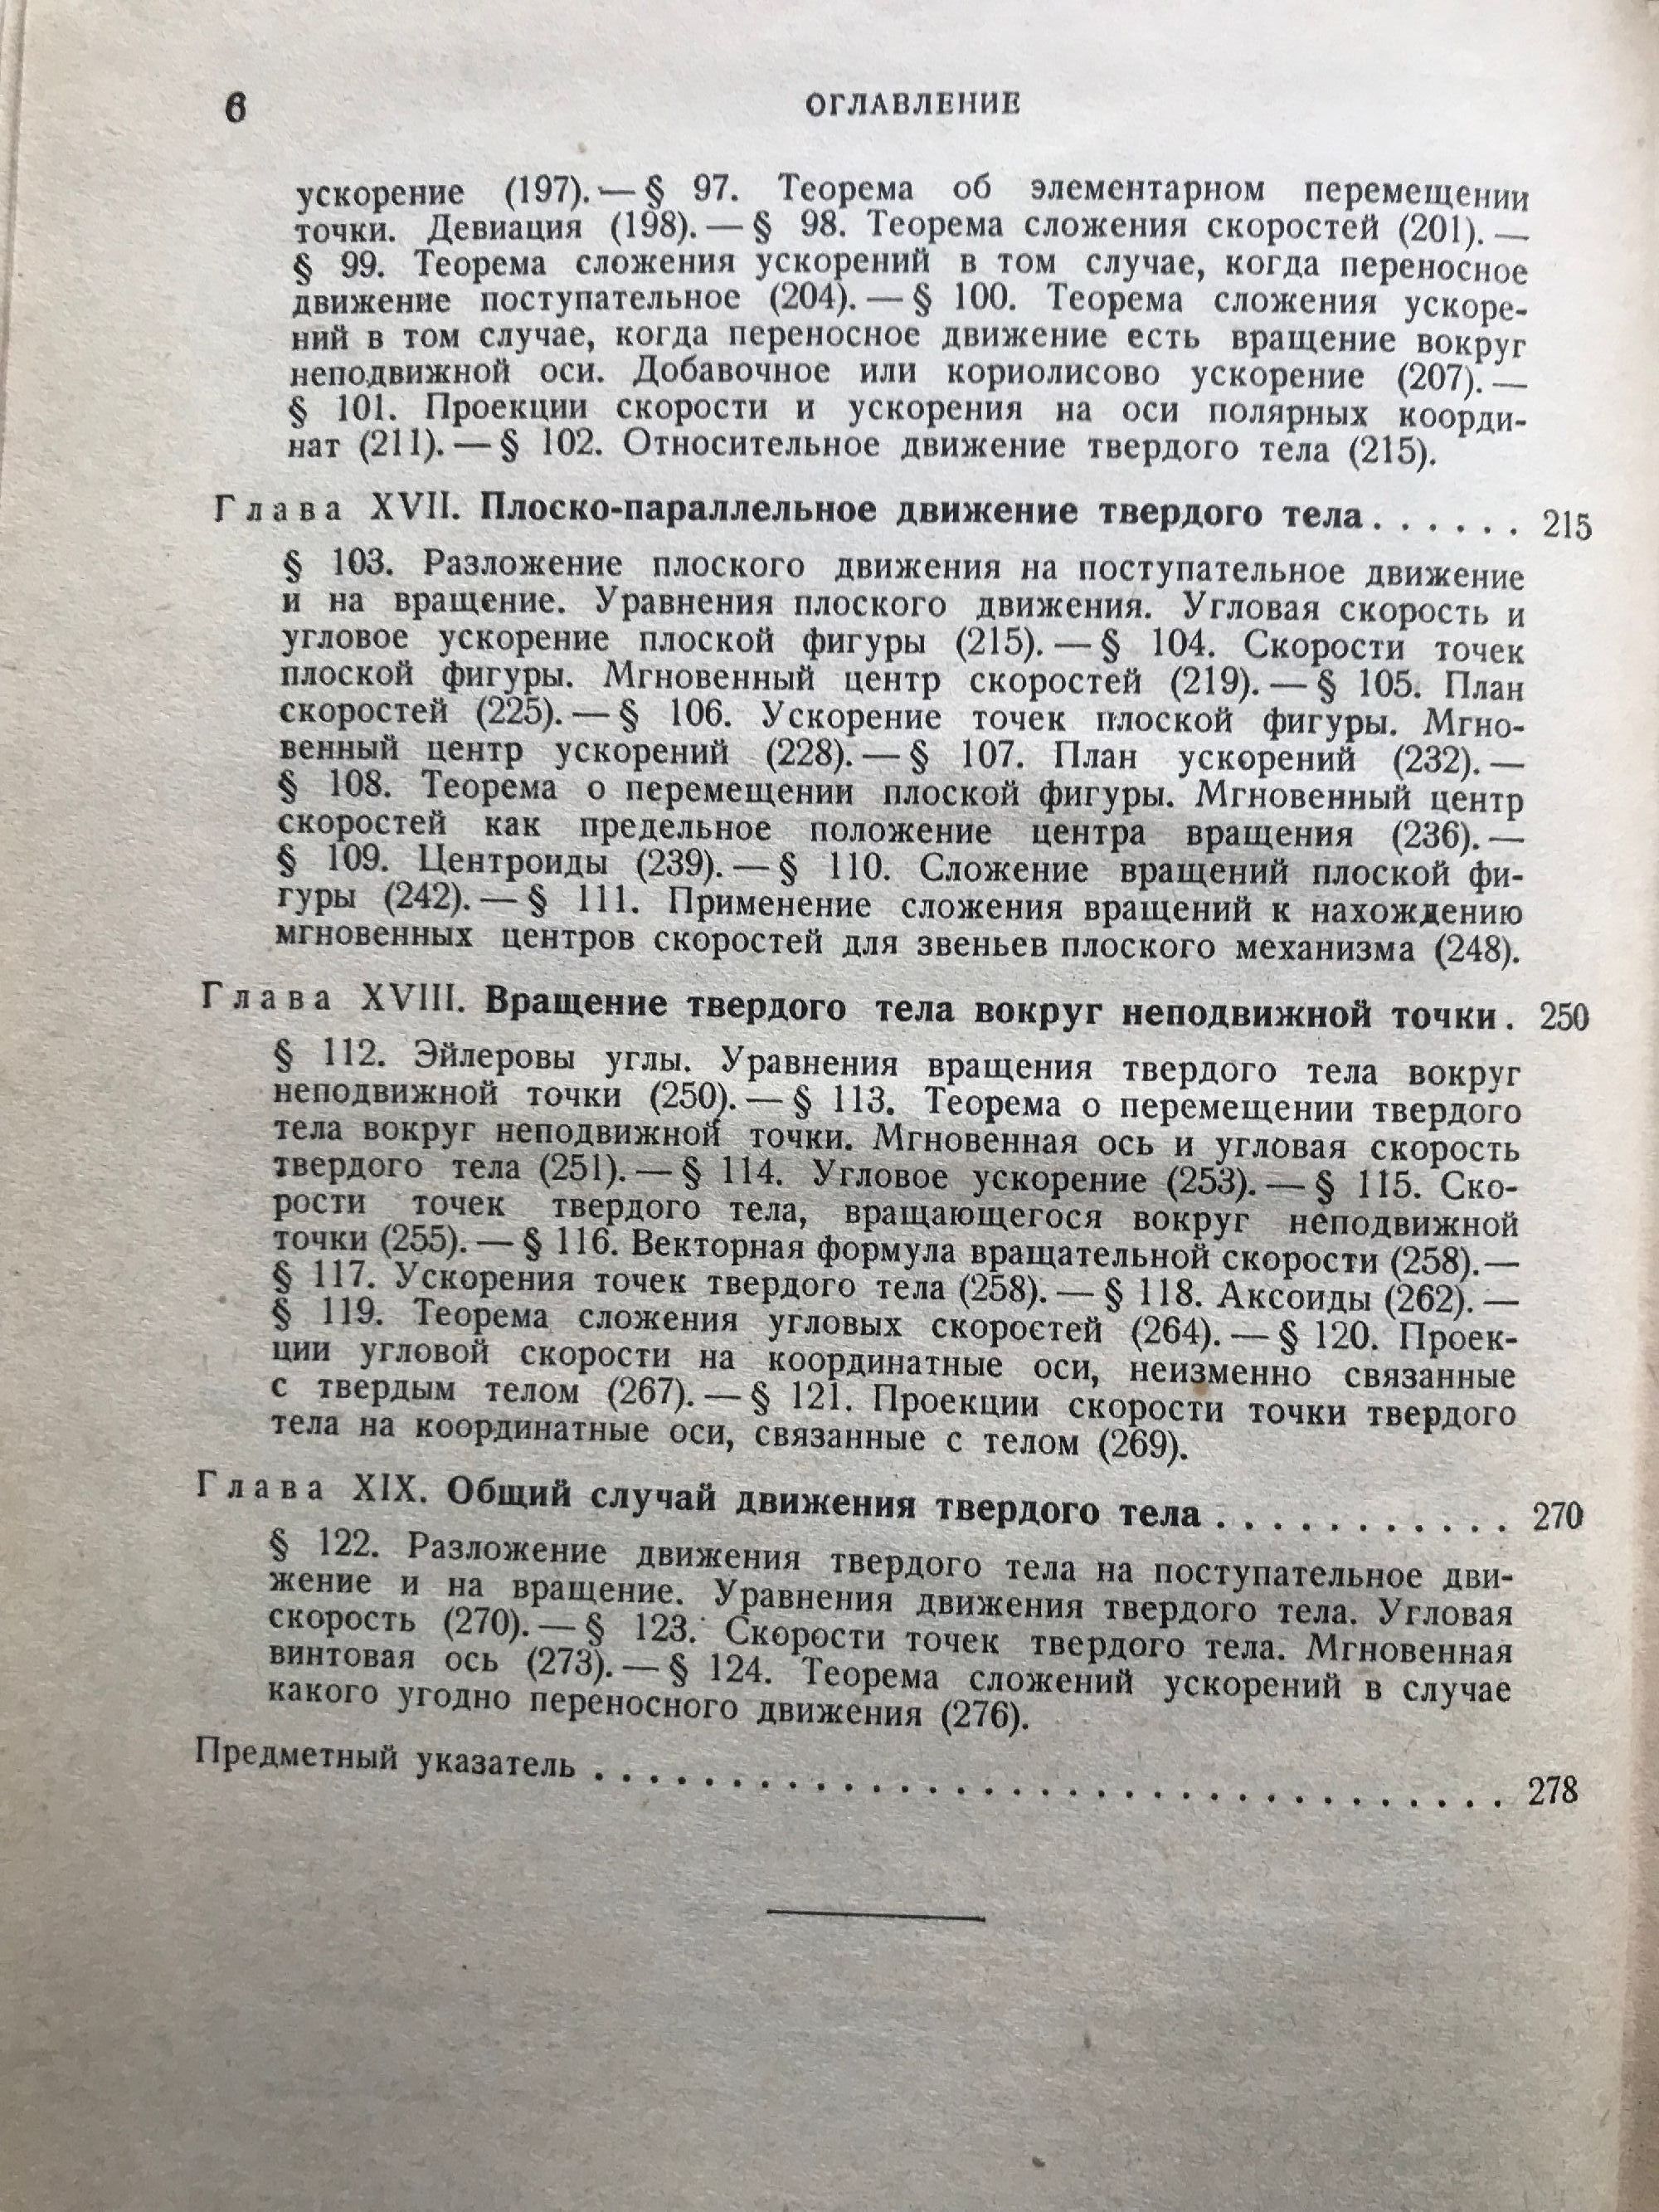 6 ОГЛАВЛЕНИЕ
ускорение (197). — § 97. Теорема об элементарном перемещении
точки. Девиация (198). — § 98. Теорема сложения скоростей (201). —
§ 99. Теорема сложения ускорений в том случае, когда переносное
движение поступательное (204). — § 100. Теорема сложения ускоре-
ний в том случае, когда переносное движение есть вращение вокруг
неподвижной оси. Добавочное или кориолисово ускорение (207). —
§ 101. Проекции скорости и ускорения на оси полярных коорди-
нат (211). — § 102. Относительное движение твердого тела (215).
Глава XVII. Плоско-параллельное движение твердого тела . . . . . . 215
§ 103. Разложение плоского движения на поступательное движение
и на вращение. Уравнения плоского движения. Угловая скорость и
угловое ускорение плоской фигуры (215). — § 104. Скорости точек
плоской фигуры. Мгновенный центр скоростей (219). — § 105. План
скоростей (225). — § 106. Ускорение точек плоской фигуры. Мгно-
венный центр ускорений (228). — § 107. План ускорений (232). —
§ 108. Теорема о перемещении плоской фигуры. Мгновенный центр
скоростей как предельное положение центра вращения (236). —
§ 109. Центроиды (239). — § 110. Сложение вращений плоской фи-
гуры (242). — § 111. Применение сложения вращений к нахождению
мгновенных центров скоростей для звеньев плоского механизма (248).
Глава XVIII. Вращение твердого тела вокруг неподвижной точки . 250
§ 112. Эйлеровы углы. Уравнения вращения твердого тела вокруг
неподвижной точки (250). — § 113. Теорема о перемещении твердого
тела вокруг неподвижной точки. Мгновенная ось и угловая скорость
твердого тела (251). — § 114. Угловое ускорение (253). — § 115. Ско-
рости точек твердого тела, вращающегося вокруг неподвижной
точки (255). — § 116. Векторная формула вращательной скорости (258). —
§ 117. Ускорения точек твердого тела (258). — § 118. Аксоиды (262). —
§ 119. Теорема сложения угловых скоростей (264). — § 120. Проек-
ции угловой скорости на координатные оси, неизменно связанные
с твердым телом (267). — § 121. Проекции скорости точки твердого
тела на координатные оси, связанные с телом (269).
Глава XIX. Общий случай движения твердого тела . . . . . . . . . . . 270
§ 122. Разложение движения твердого тела на поступательное дви-
жение и на вращение. Уравнения движения твердого тела. Угловая
скорость (270). — § 123. Скорости точек твердого тела. Мгновенная
винтовая ось (273). — § 124. Теорема сложений ускорений в случае
какого угодно переносного движения (276).
Предметный указатель . . . . . . . . . . . . . . . . . . . . . . . . . . . . . . . . . 278